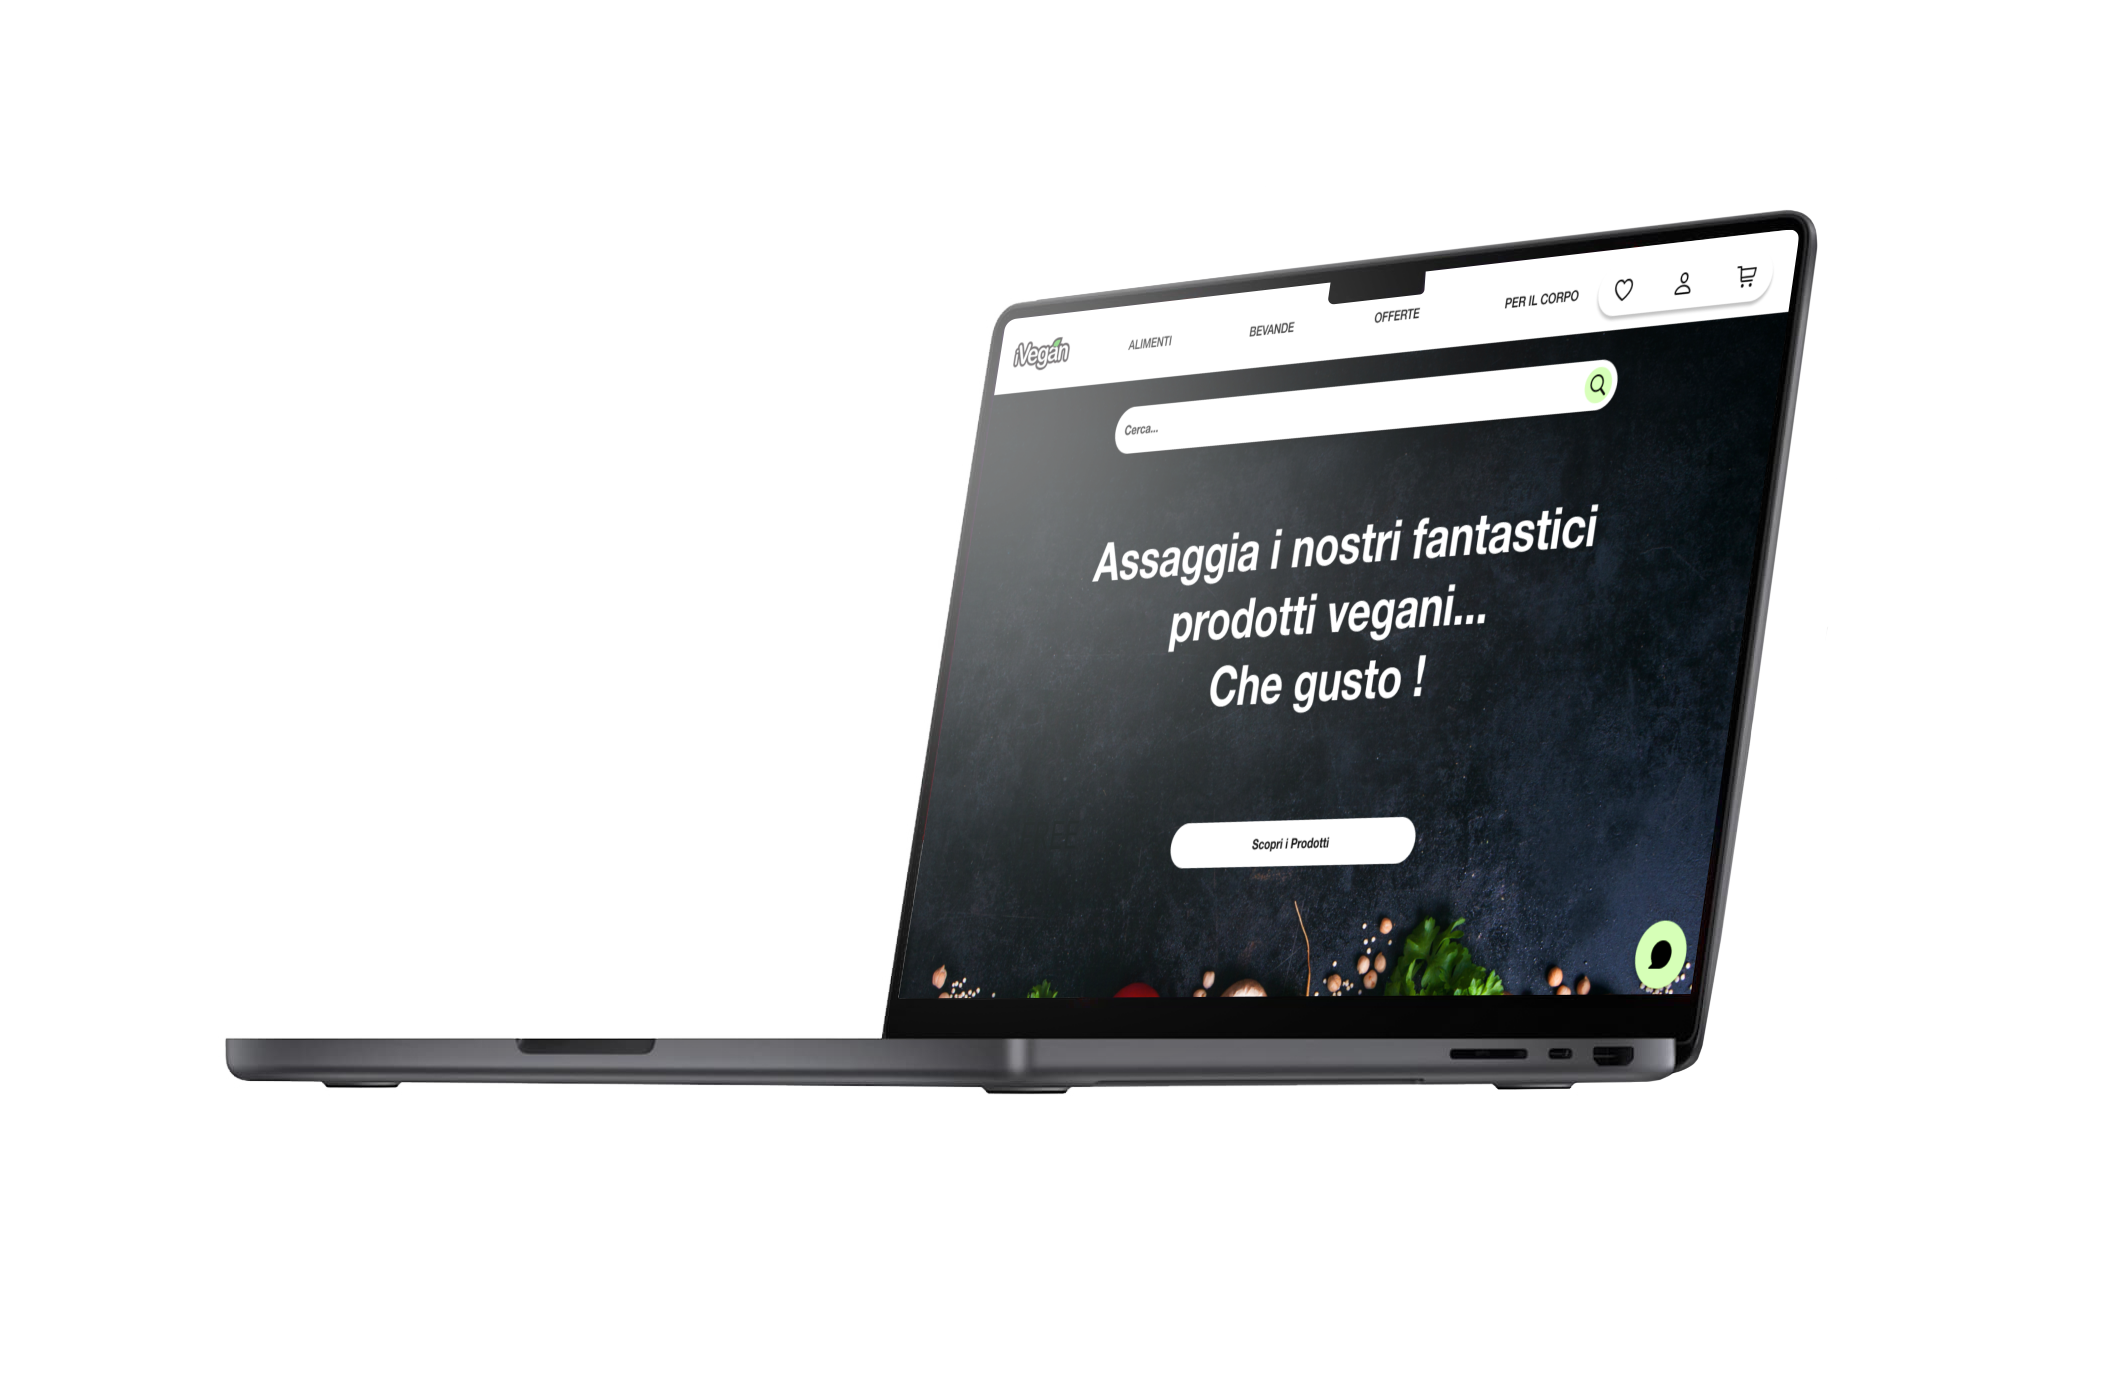 iVegan
ALIMENTI
BEVANDE
OFFERTE
PER IL CORPO
Cerca...
Assaggia i nostri fantastici
prodotti vegani...
Che gusto !
Scopri i Prodotti